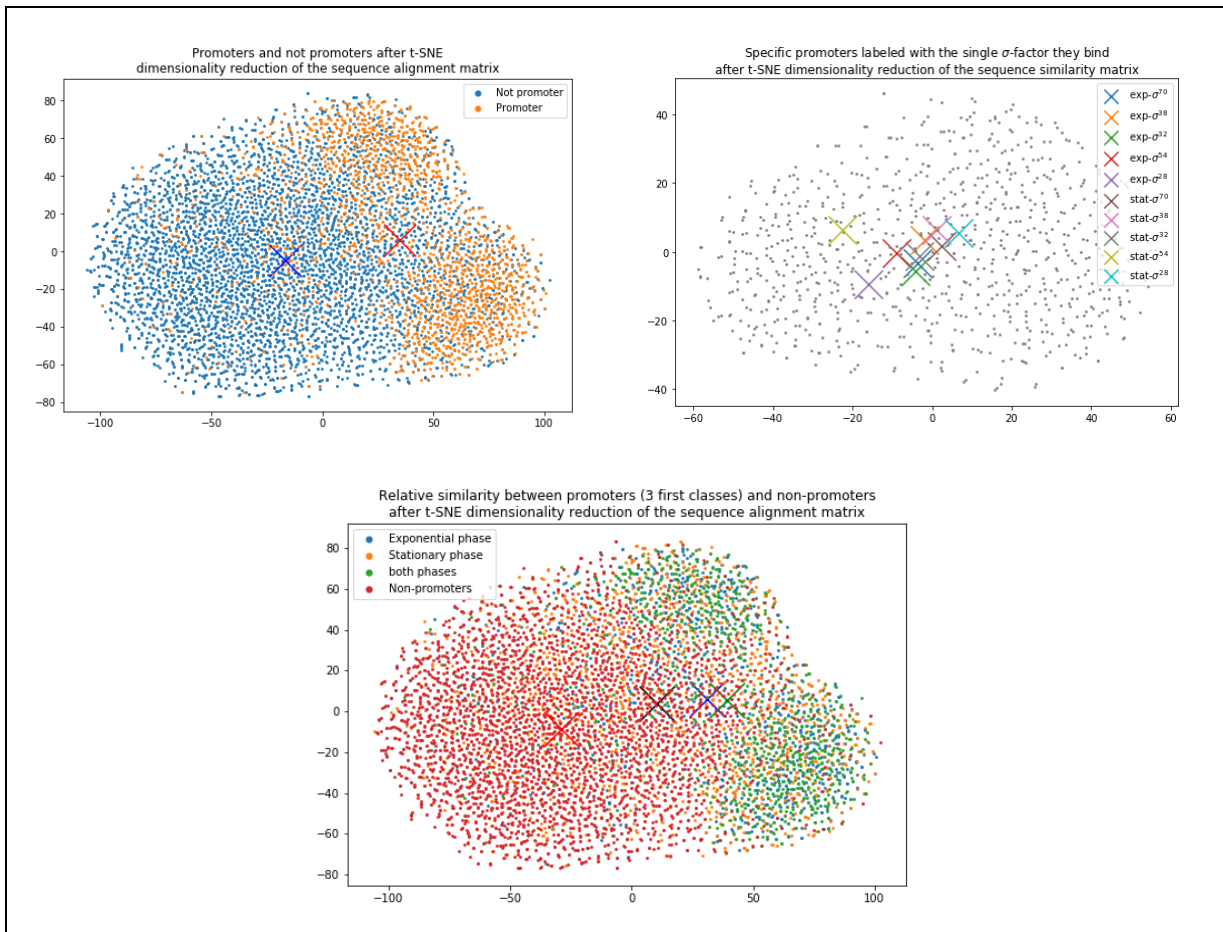 Promoters and not promoters after t-SNE
dimensionality reduction of the sequence alignment matrix
Not promoter
Promoter
80
60
40
20
0
−20
−40
−60
−80
−100
−50
0
50
100
Specific promoters labeled with the single σ-factor they bind
after t-SNE dimensionality reduction of the sequence similarity matrix
exp-σ⁷⁰
exp-σ³⁸
exp-σ³²
exp-σ⁵⁴
exp-σ²⁸
stat-σ⁷⁰
stat-σ³⁸
stat-σ³²
stat-σ⁵⁴
stat-σ²⁸
40
20
0
−20
−40
−60
−40
−20
0
20
40
60
Relative similarity between promoters (3 first classes) and non-promoters
after t-SNE dimensionality reduction of the sequence alignment matrix
Exponential phase
Stationary phase
both phases
Non-promoters
80
60
40
20
0
−20
−40
−60
−80
−100
−50
0
50
100